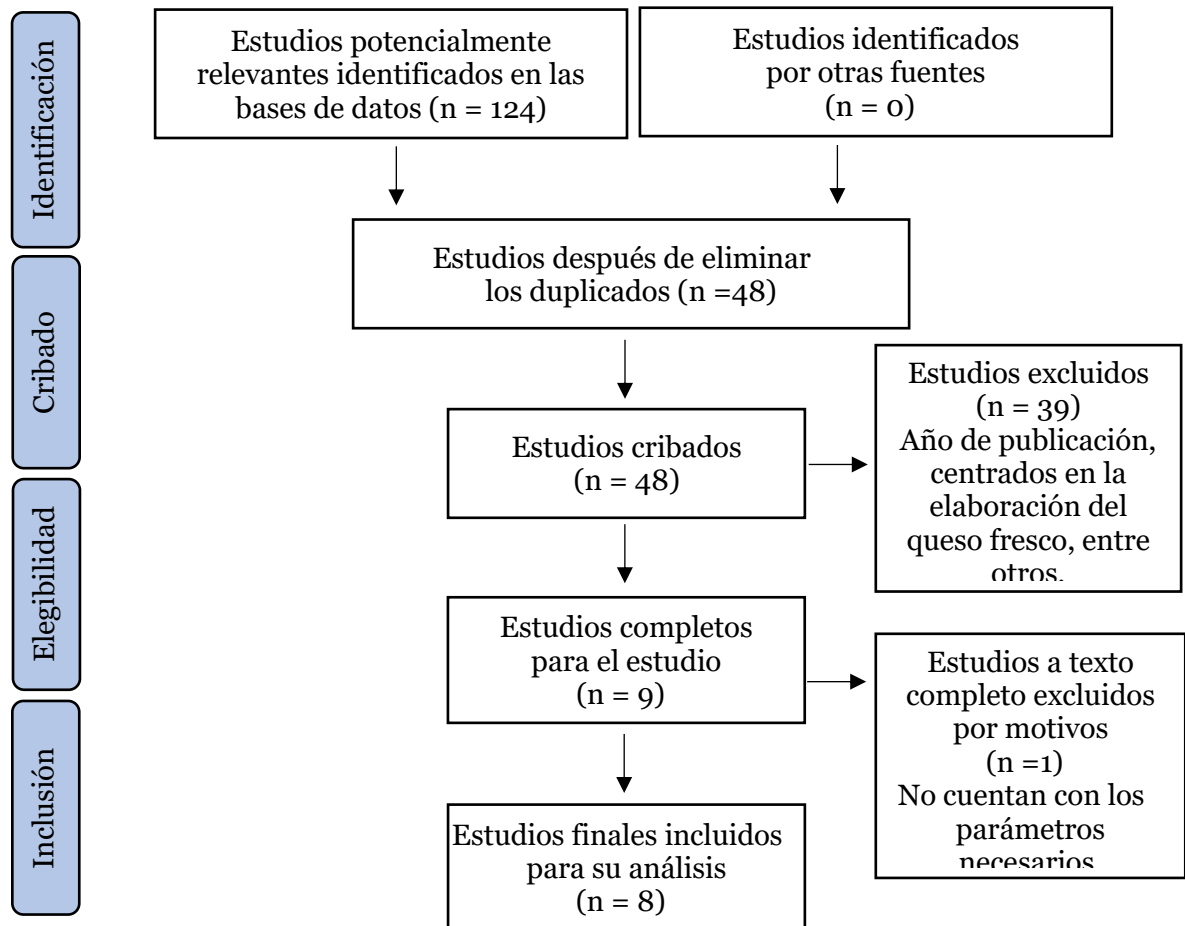 Identificación
Estudios potencialmente
relevantes identificados en las
bases de datos (n = 124)
Estudios identificados
por otras fuentes
(n = 0)
Cribado
Estudios después de eliminar
los duplicados (n =48)
Estudios cribados
(n = 48)
Estudios excluidos
(n = 39)
Año de publicación,
centrados en la
elaboración del
queso fresco, entre
otros.
Elegibilidad
Estudios completos
para el estudio
(n = 9)
Estudios a texto
completo excluidos
por motivos
(n =1)
No cuentan con los
parámetros
necesarios
Inclusión
Estudios finales incluidos
para su análisis
(n = 8)